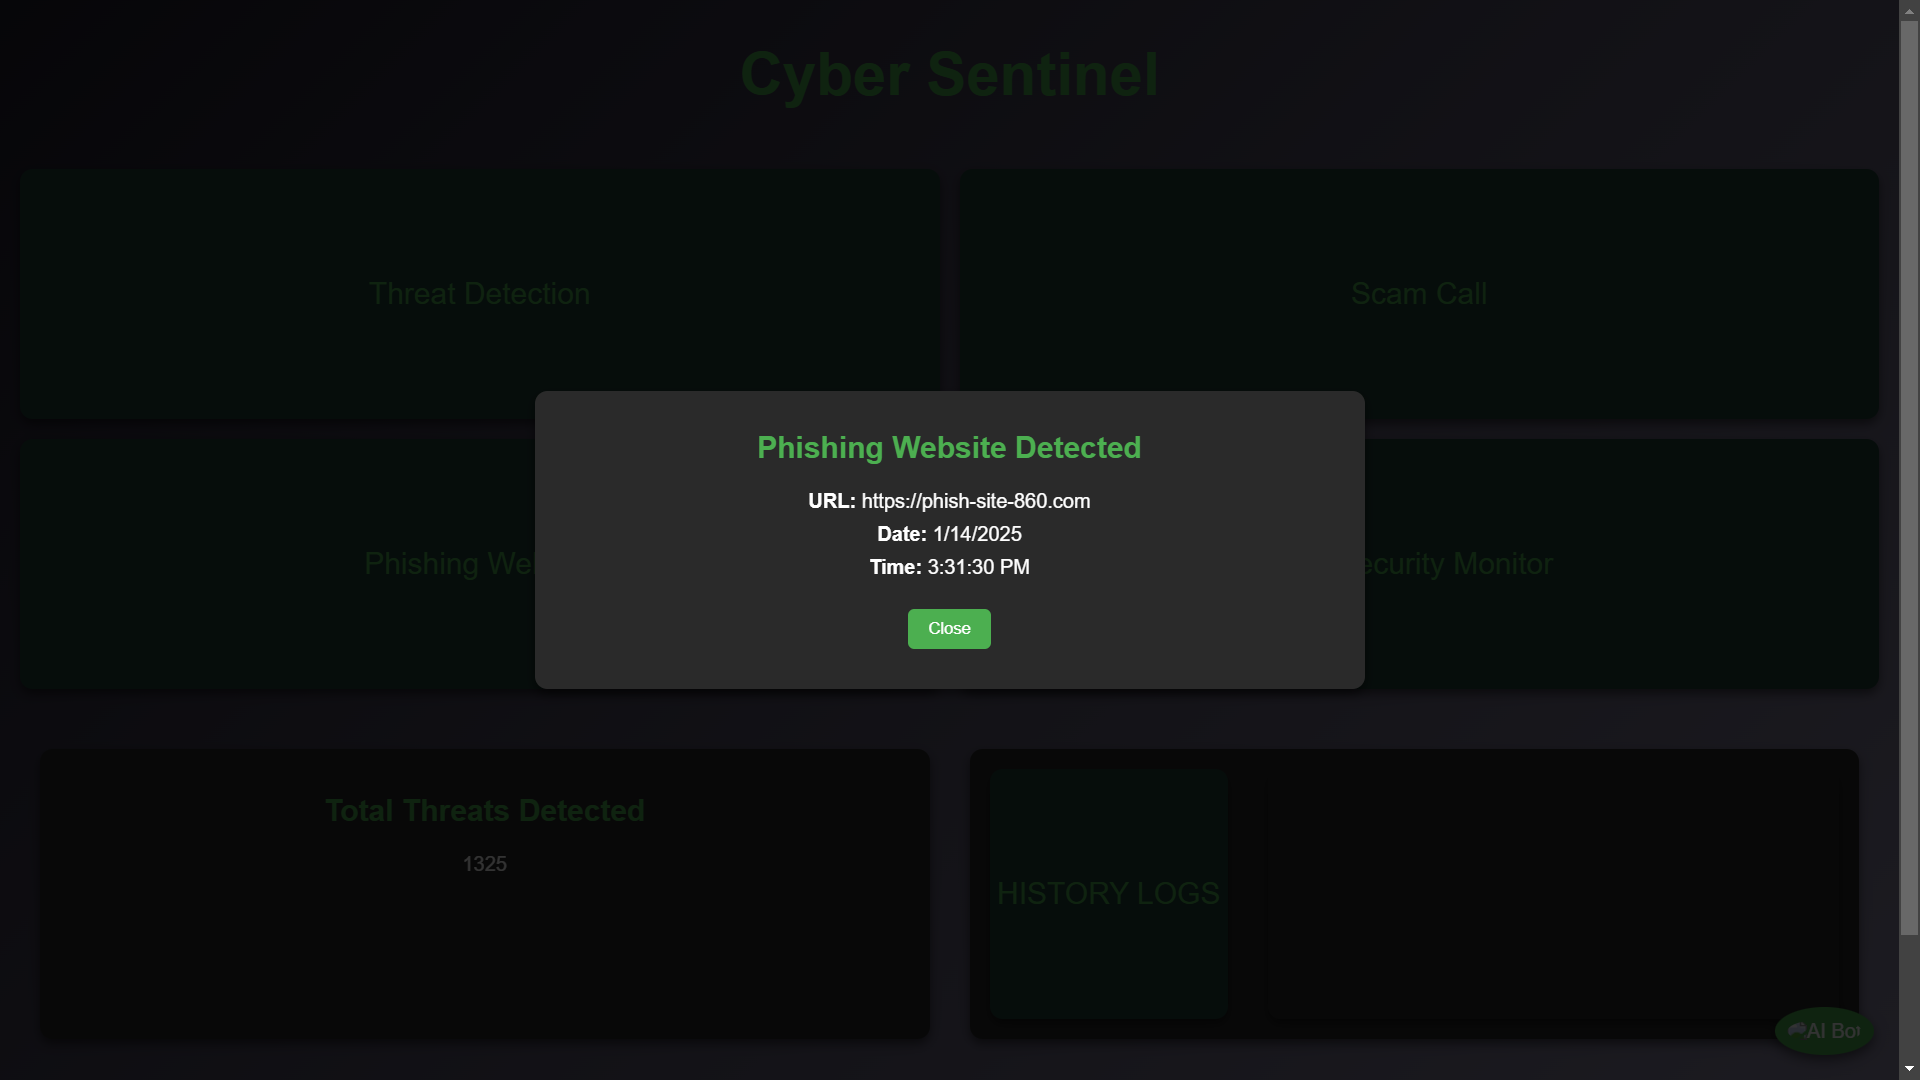 Cyber Sentinel
Threat Detection
Scam Call
Phishing Website Detected
URL: https://phish-site-860.com
Date: 1/14/2025
Time: 3:31:30 PM
Close
Phishing We
ecurity Monitor
Total Threats Detected
1325
HISTORY LOGS
AI Bot